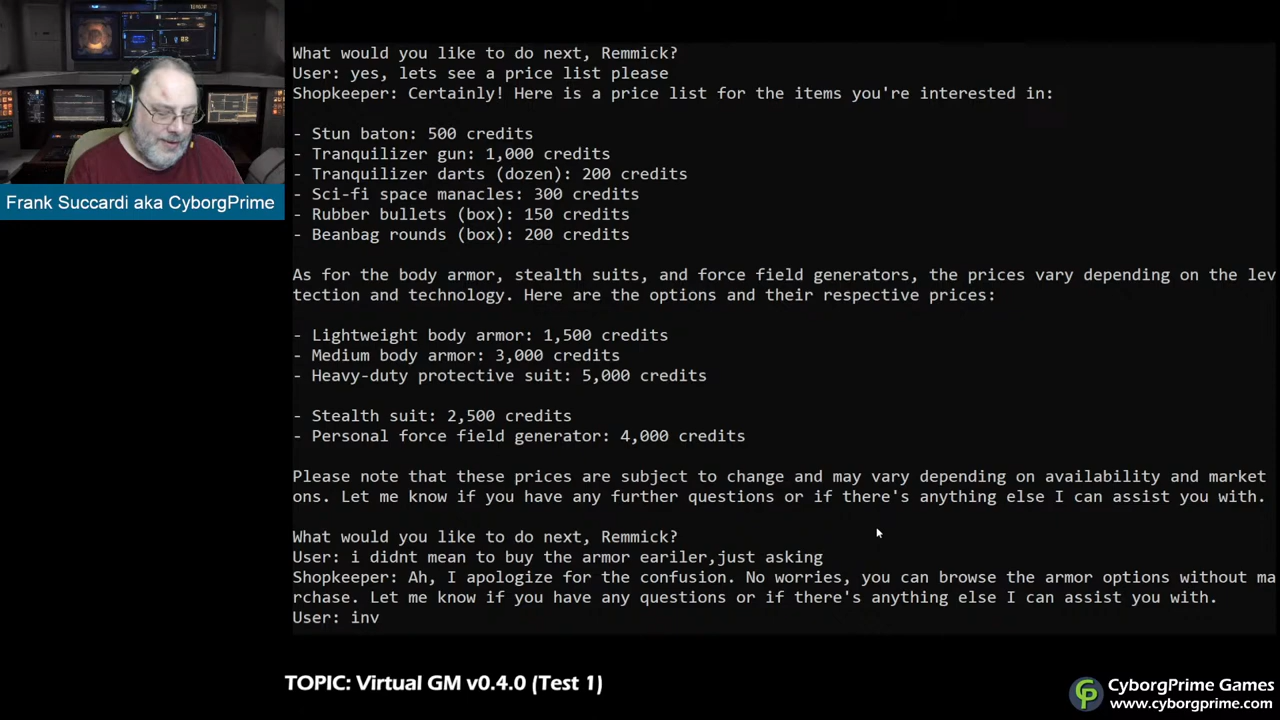 What would you like to do next, Remmick?
User: yes, lets see a price list please
Shopkeeper: Certainly! Here is a price list for the items you're interested in:
- Stun baton: 500 credits
- Tranquilizer gun: 1,000 credits
- Tranquilizer darts (dozen): 200 credits
- Sci-fi space manacles: 300 credits
- Rubber bullets (box): 150 credits
- Beanbag rounds (box): 200 credits
As for the body armor, stealth suits, and force field generators, the prices vary depending on the lev
tection and technology. Here are the options and their respective prices:
- Lightweight body armor: 1,500 credits
- Medium body armor: 3,000 credits
- Heavy-duty protective suit: 5,000 credits
- Stealth suit: 2,500 credits
- Personal force field generator: 4,000 credits
Please note that these prices are subject to change and may vary depending on availability and market
ons. Let me know if you have any further questions or if there's anything else I can assist you with.
What would you like to do next, Remmick?
User: i didnt mean to buy the armor eariler,just asking
Shopkeeper: Ah, I apologize for the confusion. No worries, you can browse the armor options without ma
rchase. Let me know if you have any questions or if there's anything else I can assist you with.
User: inv
Frank Succardi aka CyborgPrime
TOPIC: Virtual GM v0.4.0 (Test 1)
CyborgPrime Games
www.cyborgprime.com